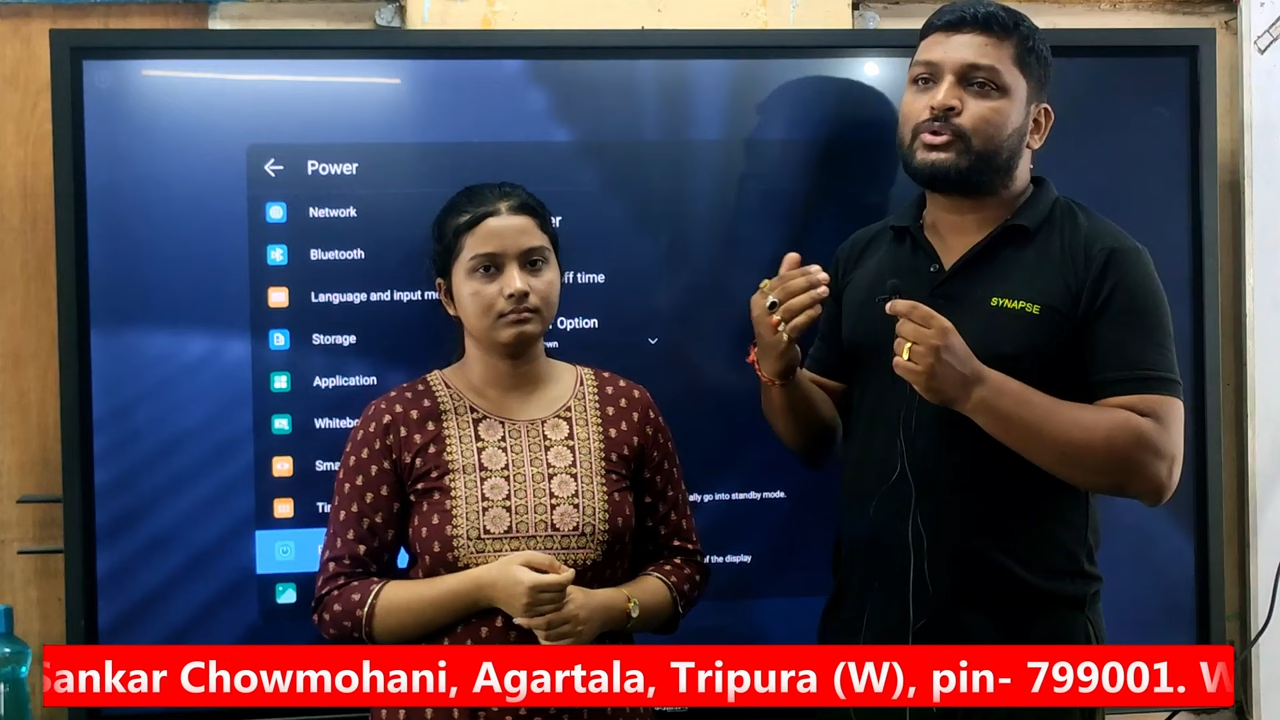 Power
Network
Bluetooth
Language and input
Storage
Application
off time
Option
ally go into standby mode.
of the display
SYNAPSE
Sankar Chowmohani, Agartala, Tripura (W), pin- 799001. W